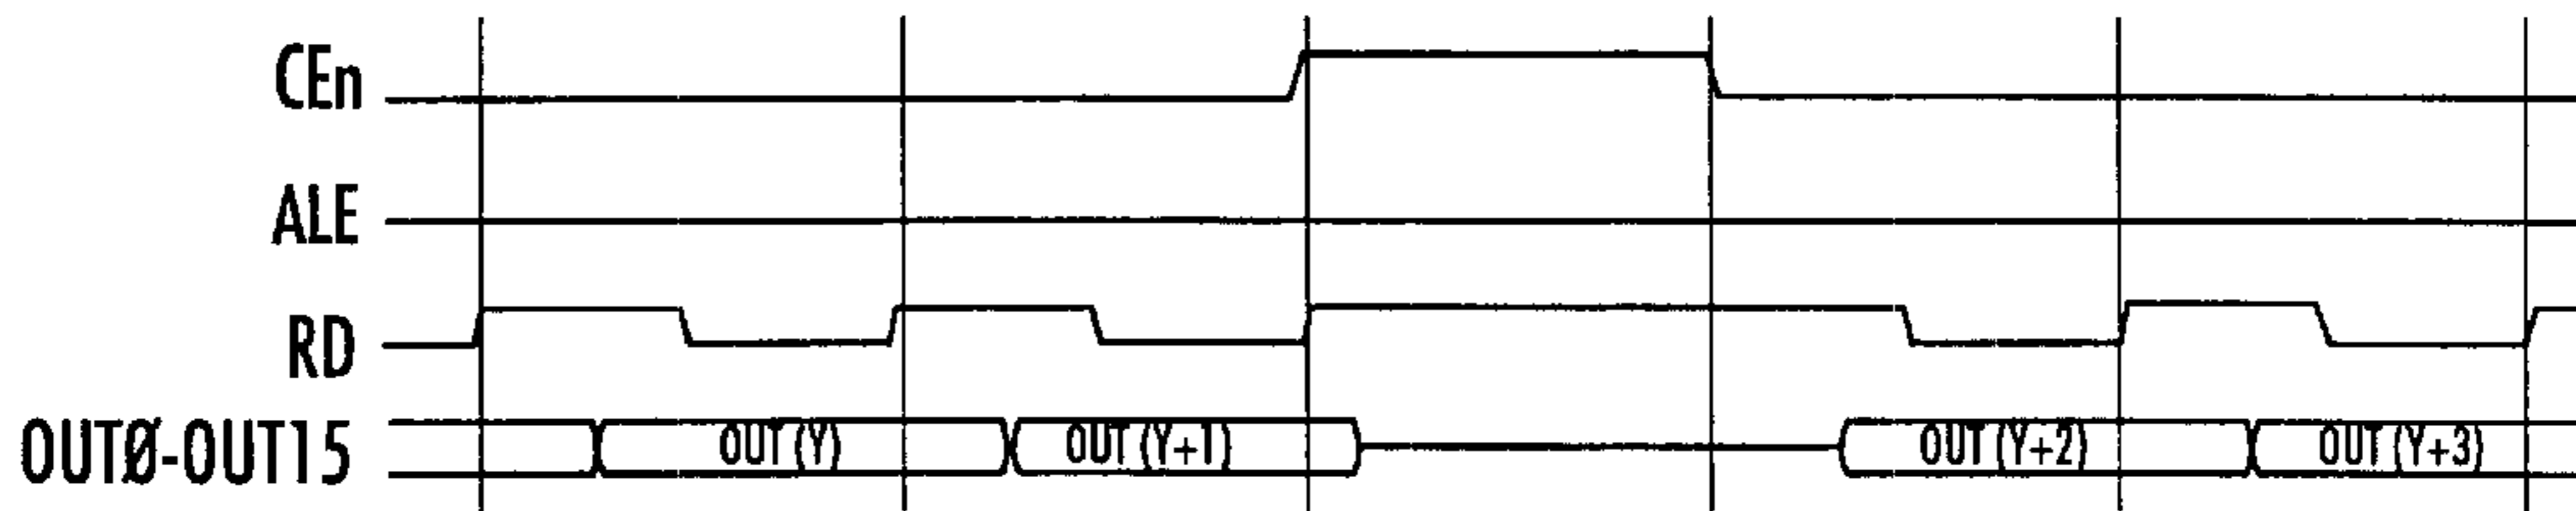 CEn
ALE
RD
OUTØ-OUT15 OUT(Y) OUT(Y+1) OUT(Y+2) OUT(Y+3)